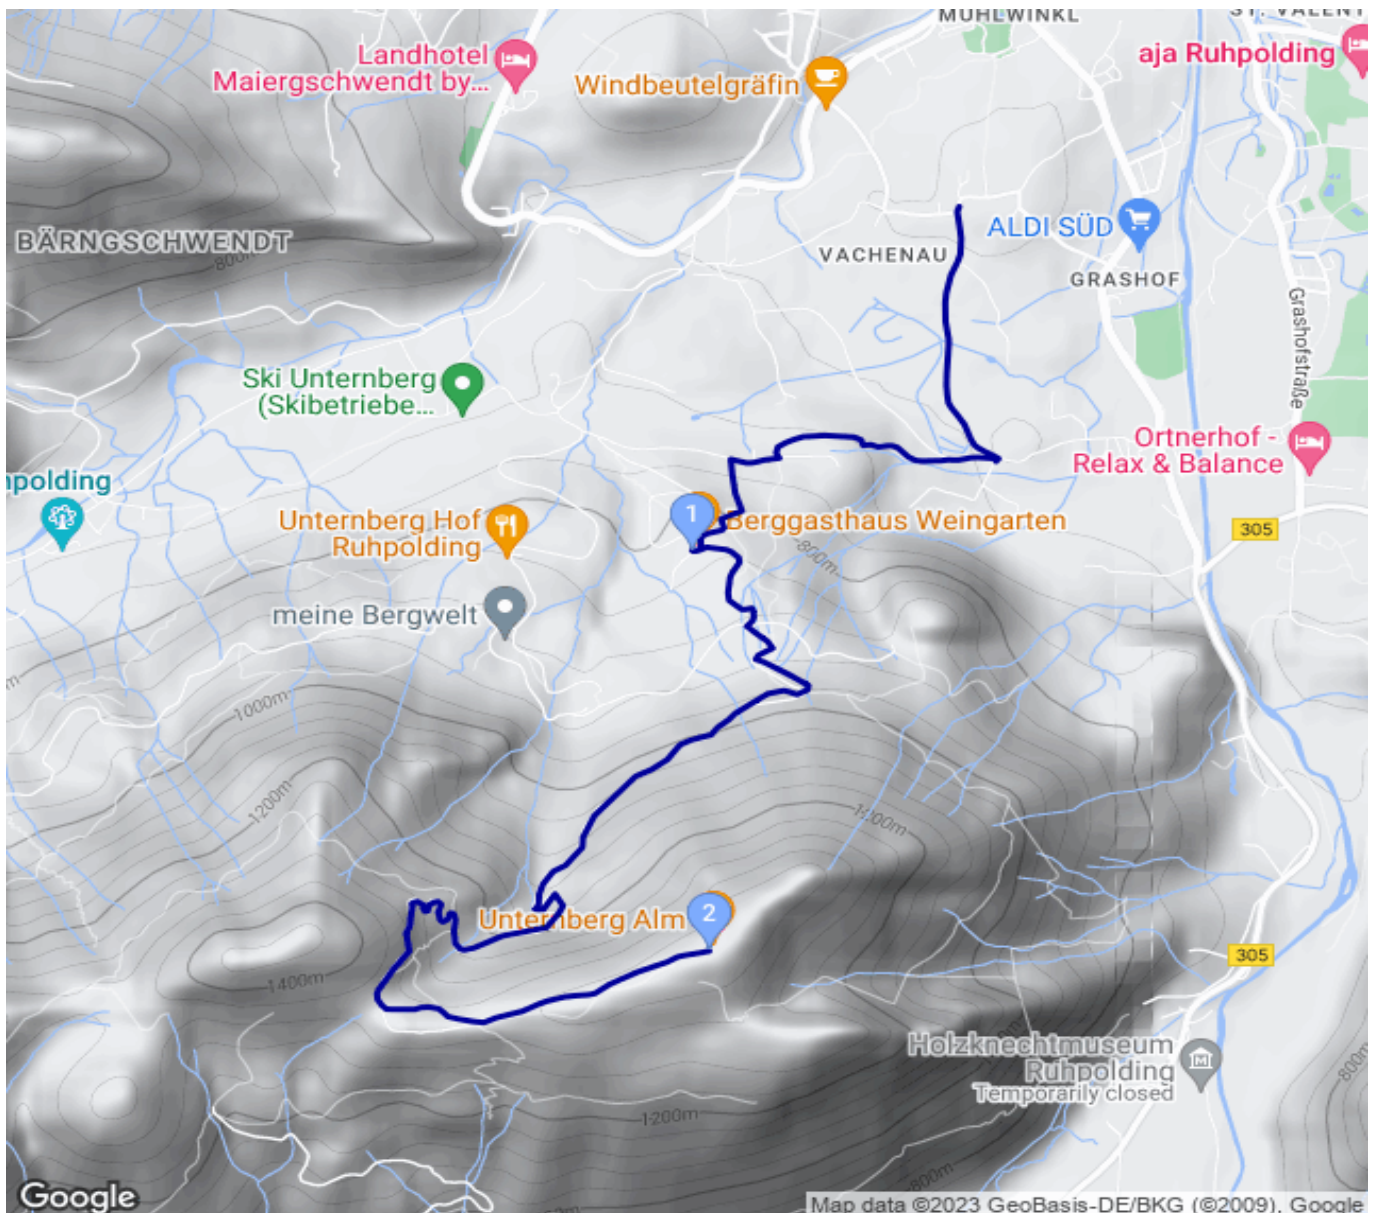 MÜHLWINKL
Landhotel
Maiergschwendt by...
Windbeutelgräfin
aja Ruhpolding
BÄRNGSCHWENDT
800m
VACHENAU
ALDI SÜD
GRASHOF
Grashofstraße
Ski Unternberg
(Skibetriebe...
Ortnerhof -
Relax & Balance
npolding
Unternberg Hof
Ruhpolding
1
Berggasthaus Weingarten
305
800m
meine Bergwelt
m
1000m
1200m
1000m
Unternberg Alm
2
305
1400m
Holzknechtmuseum
Ruhpolding
Temporarily closed
800m
1200m
800m
Google
Map data ©2023 GeoBasis-DE/BKG (©2009), Google